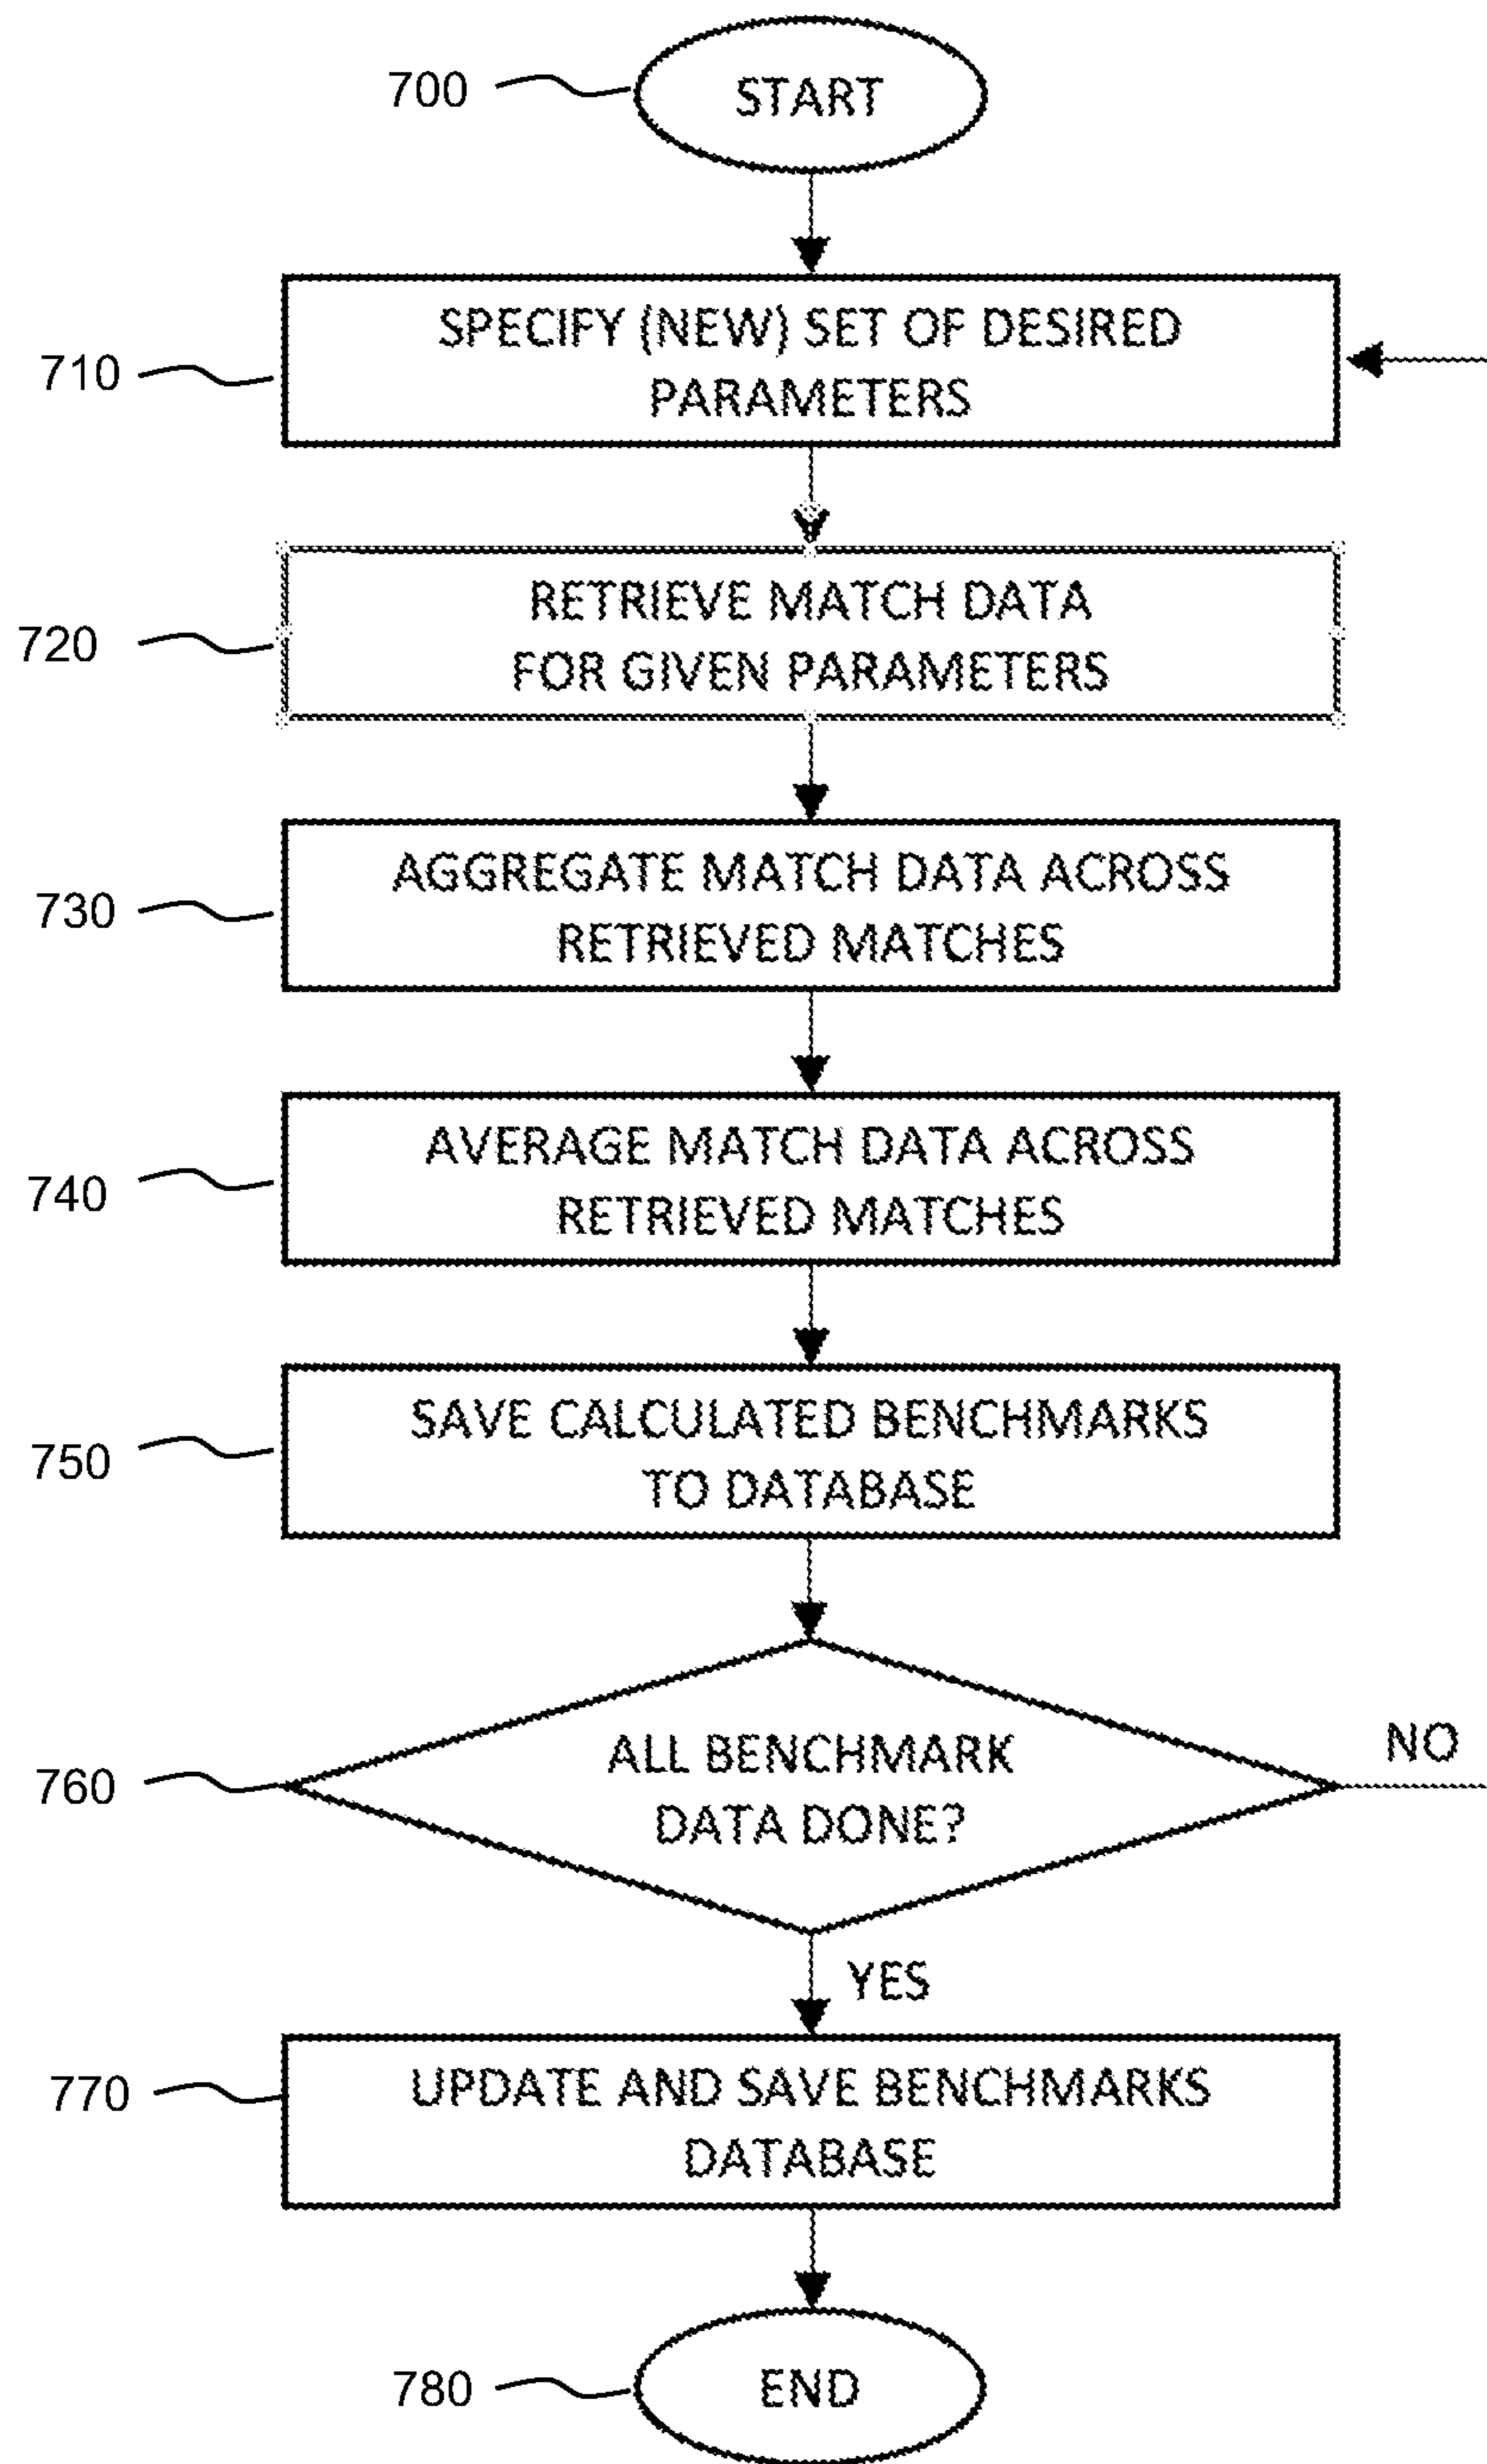 700
START
SPECIFY (NEW) SET OF DESIRED
PARAMETERS
710
RETRIEVE MATCH DATA
FOR GIVEN PARAMETERS
720
AGGREGATE MATCH DATA ACROSS
RETRIEVED MATCHES
730
AVERAGE MATCH DATA ACROSS
RETRIEVED MATCHES
740
SAVE CALCULATED BENCHMARKS
TO DATABASE
750
ALL BENCHMARK
DATA DONE?
760
NO
YES
UPDATE AND SAVE BENCHMARKS
DATABASE
770
END
780